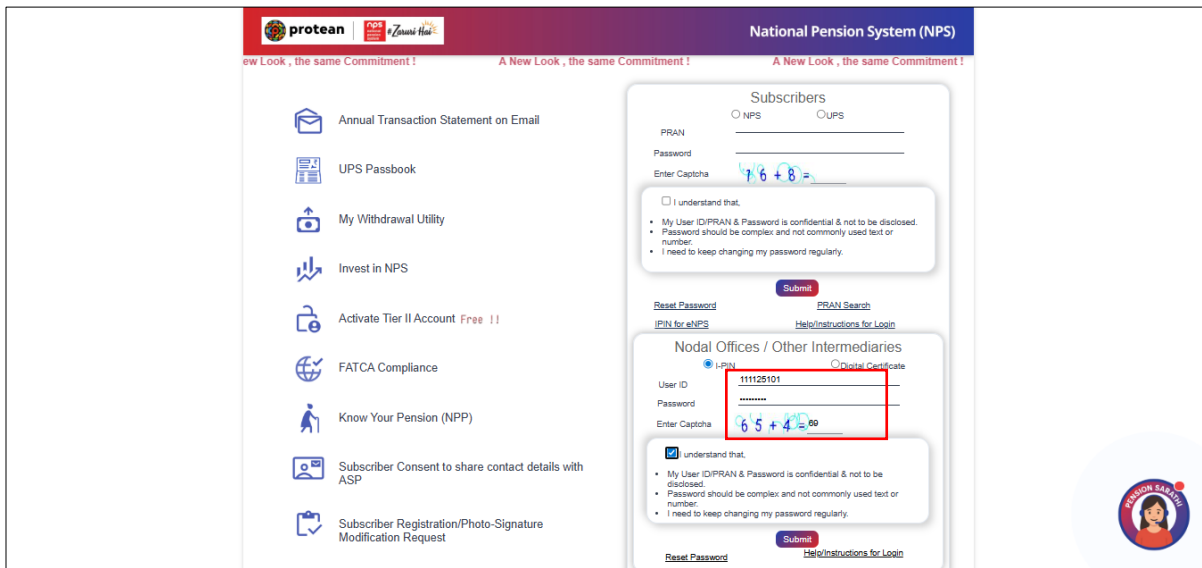 protean
nps
#Zaruri Hai
National Pension System (NPS)
ew Look , the same Commitment !
A New Look , the same Commitment !
A New Look , the same Commitment !
Annual Transaction Statement on Email
UPS Passbook
My Withdrawal Utility
Invest in NPS
Activate Tier II Account Free !!
FATCA Compliance
Know Your Pension (NPP)
Subscriber Consent to share contact details with
ASP
Subscriber Registration/Photo-Signature
Modification Request
Subscribers
NPS
UPS
PRAN
Password
Enter Captcha
76 + 8 =
I understand that,
• My User ID/PRAN & Password is confidential & not to be disclosed.
• Password should be complex and not commonly used text or
number.
• I need to keep changing my password regularly.
Submit
Reset Password
PRAN Search
IPIN for eNPS
Help/Instructions for Login
Nodal Offices / Other Intermediaries
I-PIN
Digital Certificate
User ID
111125101
Password
•••••••••
Enter Captcha
65 + 4 = 69
I understand that,
• My User ID/PRAN & Password is confidential & not to be
disclosed.
• Password should be complex and not commonly used text or
number.
• I need to keep changing my password regularly.
Submit
Reset Password
Help/Instructions for Login
PENSION SARATHI